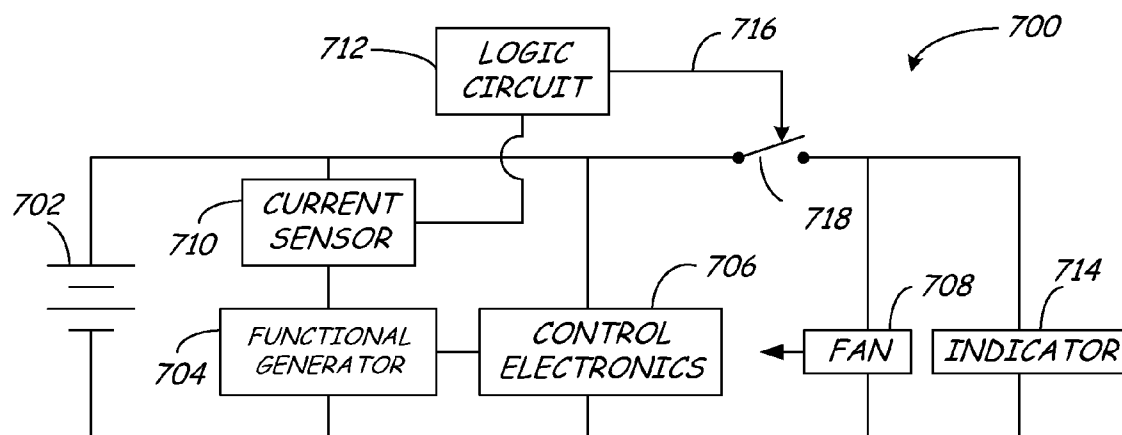 700
712
LOGIC
CIRCUIT
716
702
710
CURRENT
SENSOR
718
706
708
714
704
FUNCTIONAL
GENERATOR
CONTROL
ELECTRONICS
FAN
INDICATOR